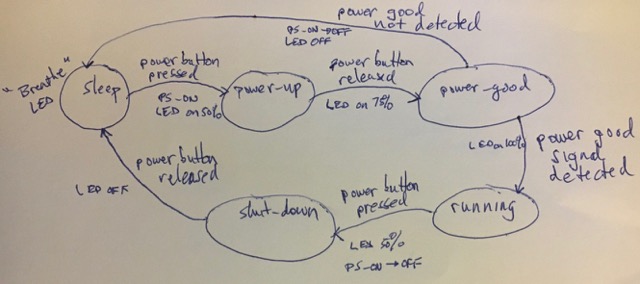 power good
not detected
PS-ON→OFF
LED OFF
"Breathe"
LED
sleep
power button
pressed
PS-ON
LED on 50%
power-up
power button
released
LED on 75%
power-good
LED on 100%
power good
signal
detected
running
power button
pressed
LED 50%
PS-ON→OFF
shut-down
power button
released
LED OFF